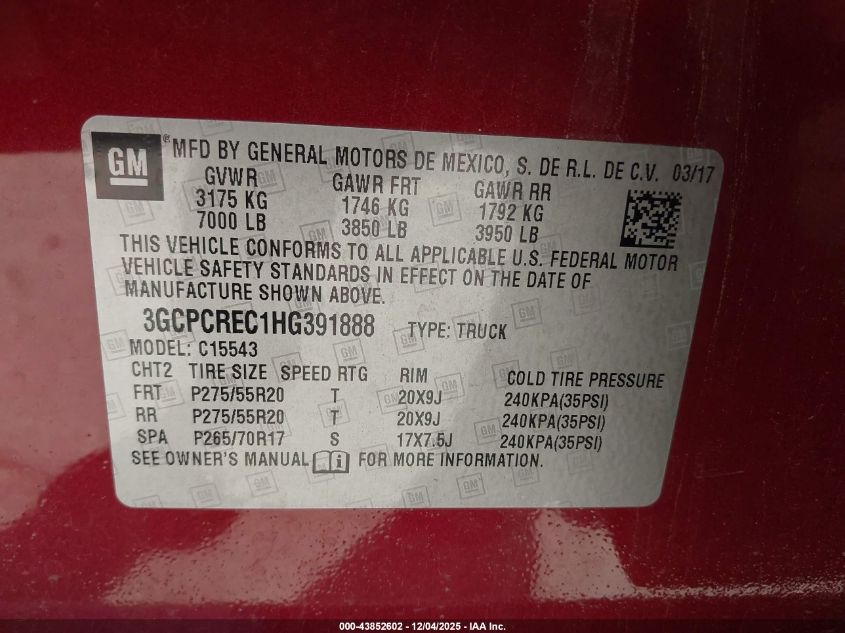 GM ® MFD BY GENERAL MOTORS DE MEXICO, S. DE R.L. DE C.V. 03/17
GVWR GAWR FRT GAWR RR
3175 KG 1746 KG 1792 KG
7000 LB 3850 LB 3950 LB
THIS VEHICLE CONFORMS TO ALL APPLICABLE U.S. FEDERAL MOTOR
VEHICLE SAFETY STANDARDS IN EFFECT ON THE DATE OF
MANUFACTURE SHOWN ABOVE.
3GCPCREC1HG391888 TYPE: TRUCK
MODEL: C15543
CHT2 TIRE SIZE SPEED RTG RIM COLD TIRE PRESSURE
FRT P275/55R20 T 20X9J 240KPA(35PSI)
RR P275/55R20 T 20X9J 240KPA(35PSI)
SPA P265/70R17 S 17X7.5J 240KPA(35PSI)
SEE OWNER'S MANUAL FOR MORE INFORMATION.
000-43852602 - 12/04/2025 - IAA Inc.